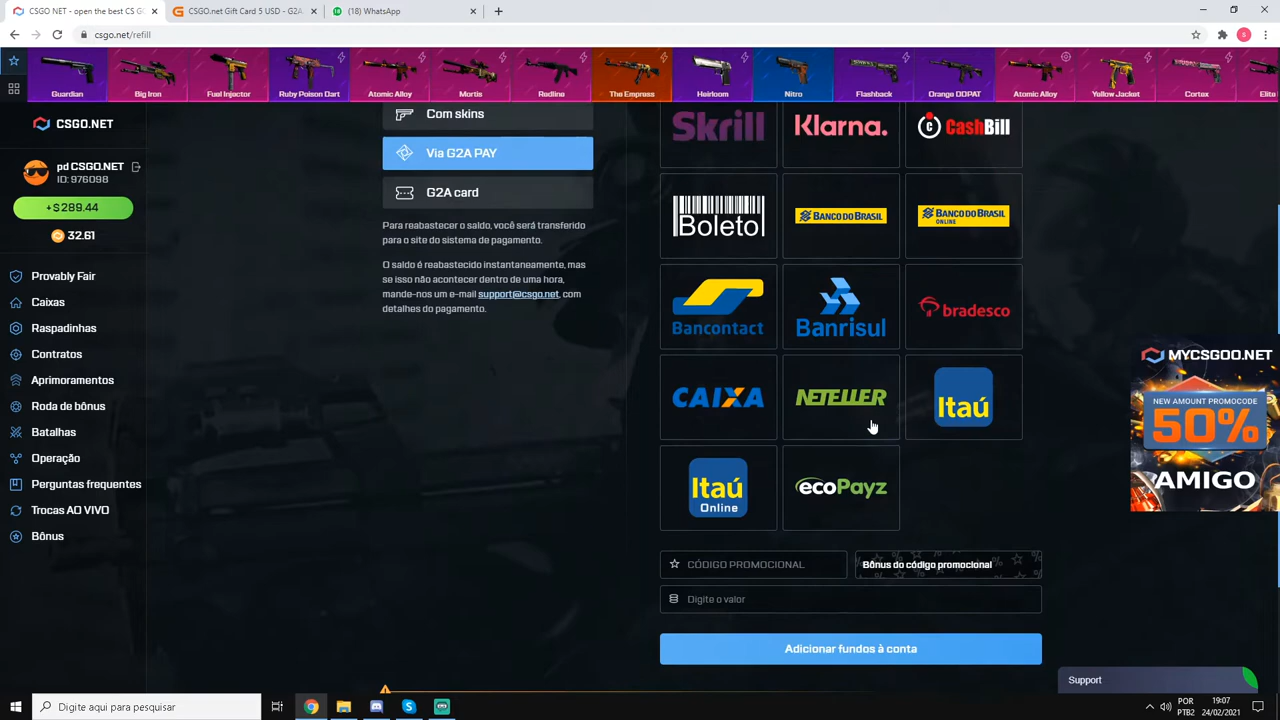 CSGO NET - open the best CS GO
CSGO.net Gift Card 5 USD - G2A
(18) WhatsApp
csgo.net/refill
S
Guardian
Big Iron
Fuel Injector
Ruby Poison Dart
Atomic Alloy
Mortis
Redline
The Empress
Heirloom
Nitro
Flashback
Orange DDPAT
Atomic Alloy
Yellow Jacket
Cortex
Elite
CSGO.NET
pd CSGO.NET
ID: 976098
+$289.44
32.61
Provably Fair
Caixas
Raspadinhas
Contratos
Aprimoramentos
Roda de bônus
Batalhas
Operação
Perguntas frequentes
Trocas AO VIVO
Bônus
Com skins
Via G2A PAY
G2A card
Para reabastecer o saldo, você será transferido
para o site do sistema de pagamento.
O saldo é reabastecido instantaneamente, mas
se isso não acontecer dentro de uma hora,
mande-nos um e-mail support@csgo.net, com
detalhes do pagamento.
Skrill
Klarna.
CASHBILL
Boleto
BANCO DO BRASIL
BANCO DO BRASIL
ONLINE
Bancontact
Banrisul
bradesco
CAIXA
NETELLER
Itaú
Itaú
Online
ecoPayz
CÓDIGO PROMOCIONAL
Bônus do código promocional
Digite o valor
Adicionar fundos à conta
MYCSGOO.NET
NEW AMOUNT PROMOCODE
50%
AMIGO
Support
Digite aqui para pesquisar
POR
PTB2
19:07
24/02/2021